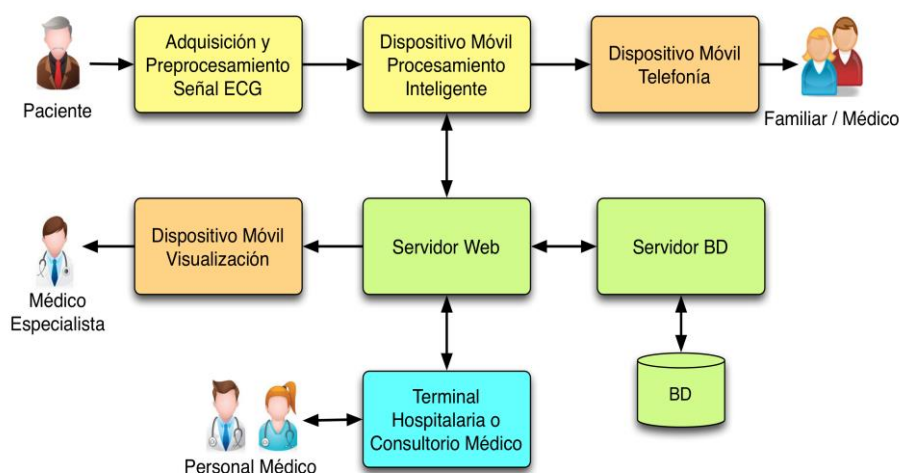 Paciente
Adquisición y
Preprocesamiento
Señal ECG
Dispositivo Móvil
Procesamiento
Inteligente
Dispositivo Móvil
Telefonía
Familiar / Médico
Médico
Especialista
Dispositivo Móvil
Visualización
Servidor Web
Servidor BD
BD
Personal Médico
Terminal
Hospitalaria o
Consultorio Médico